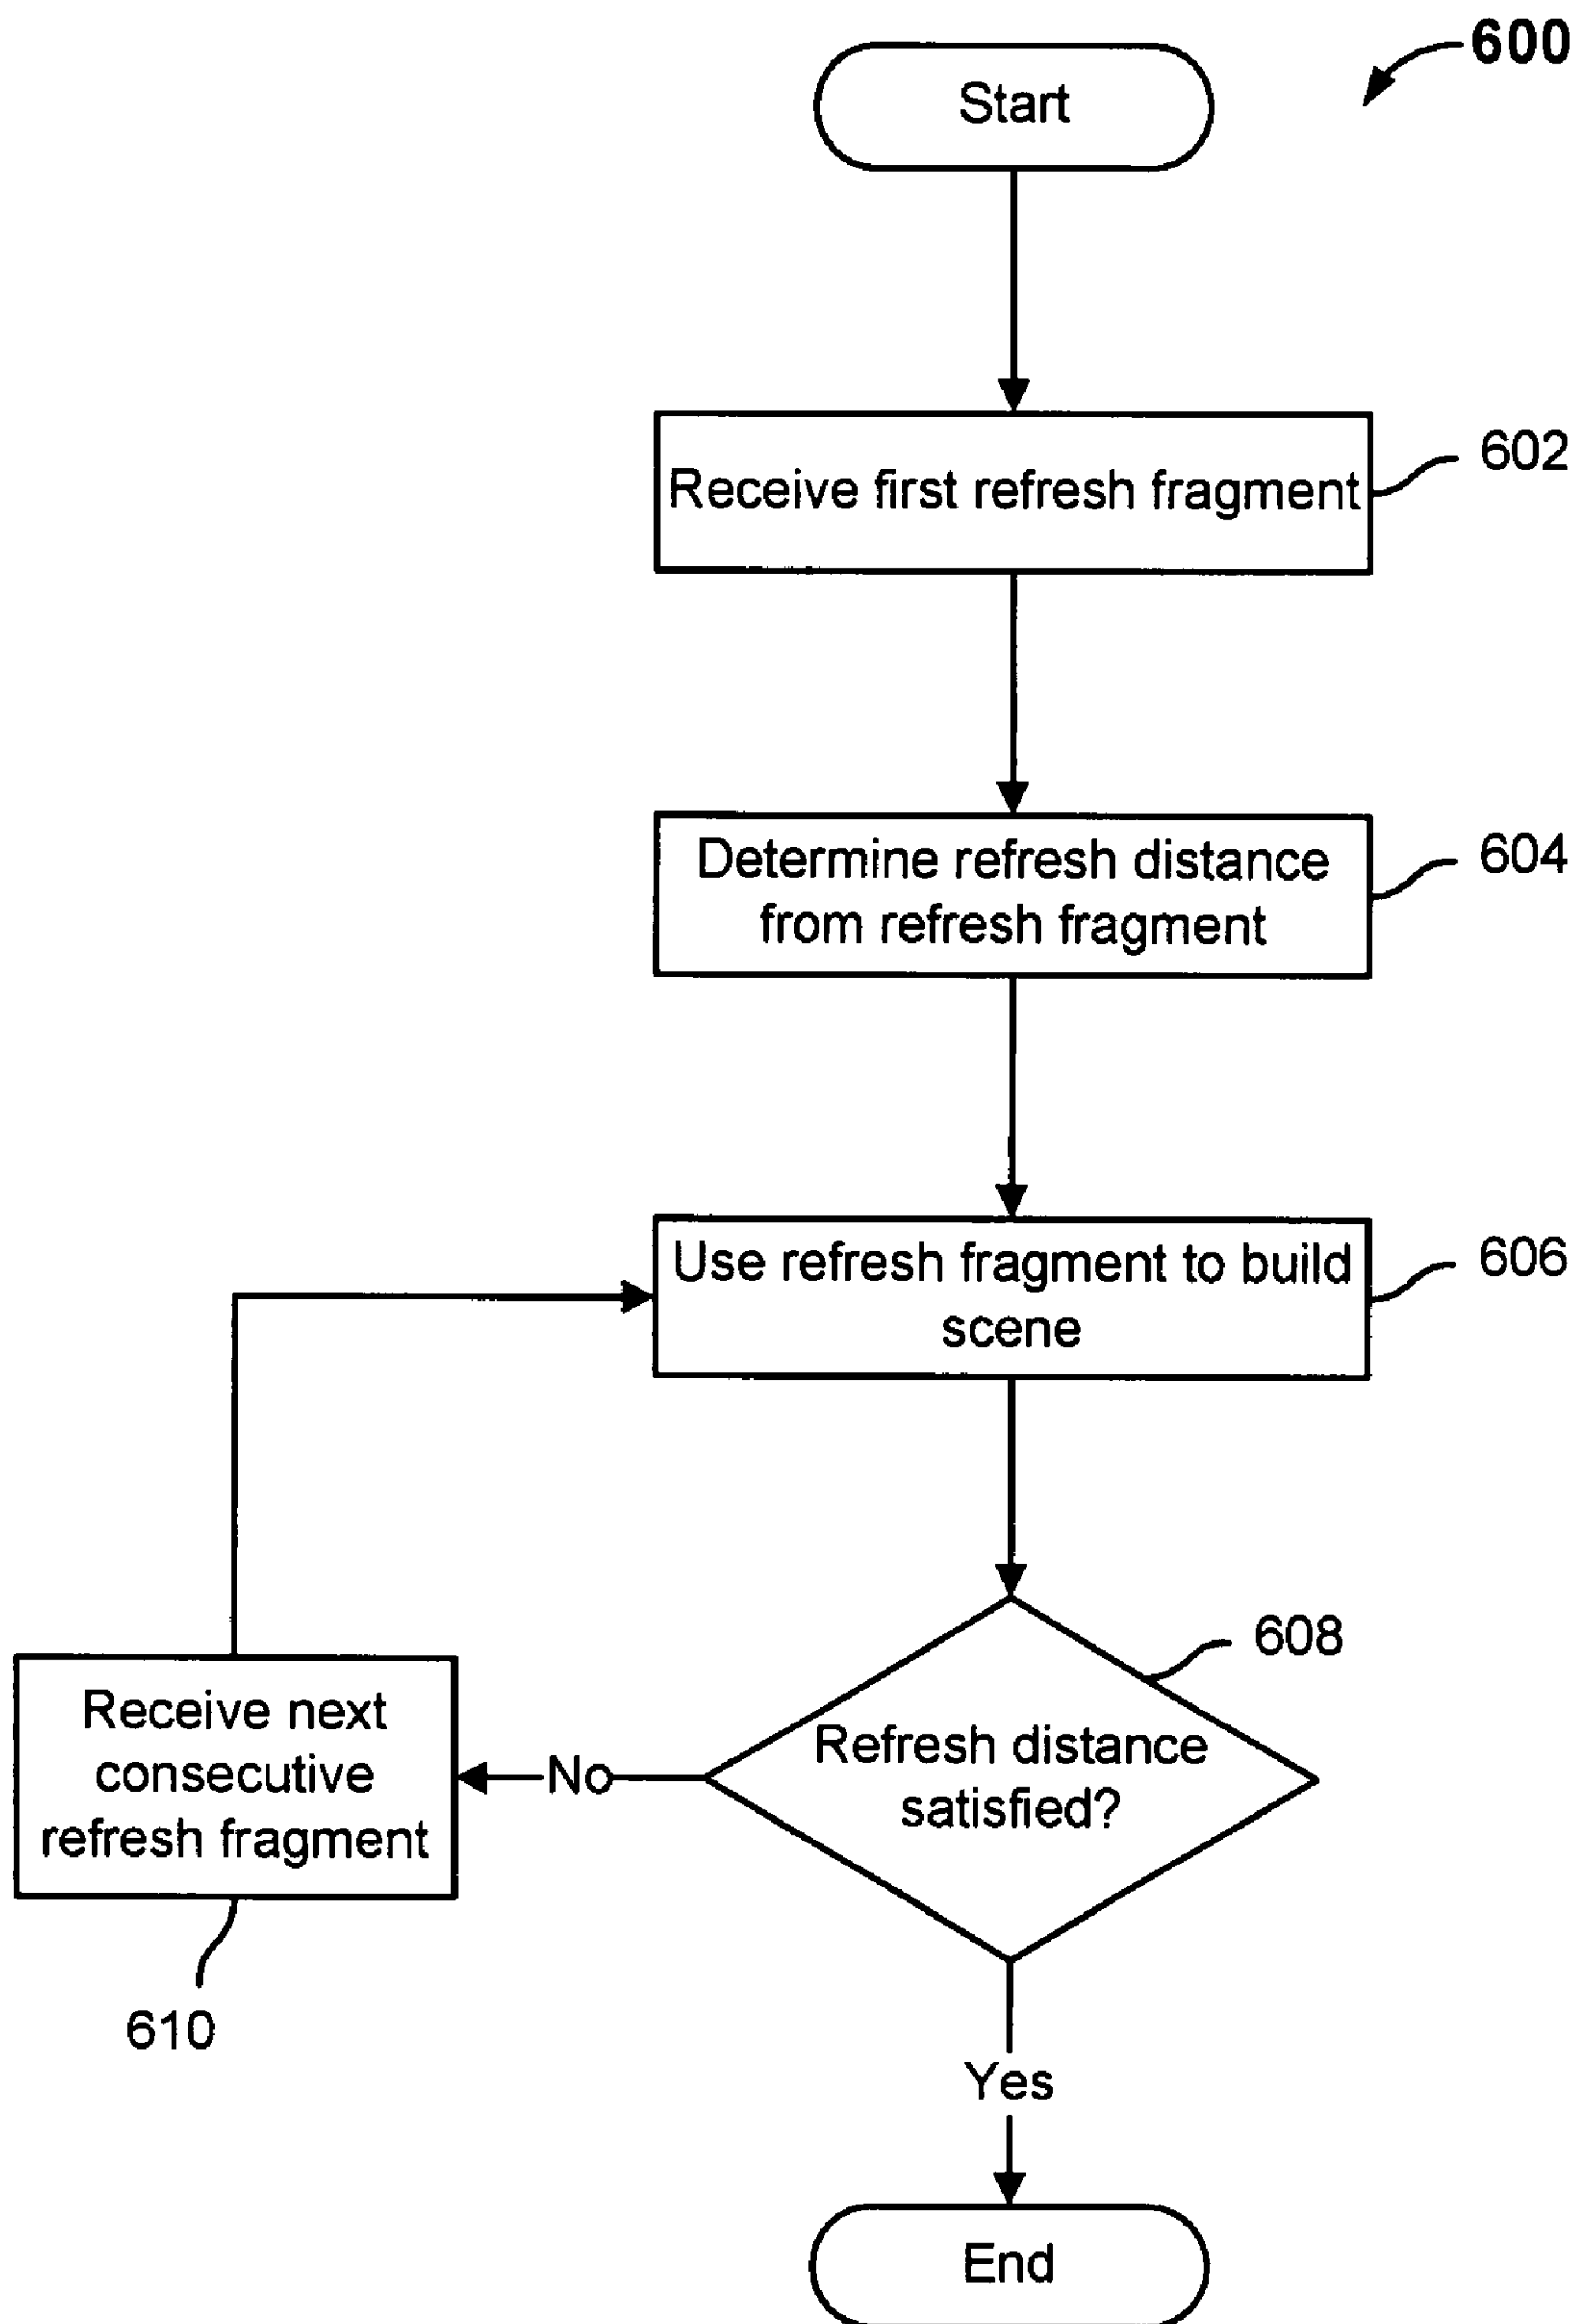 600
Start
Receive first refresh fragment
602
Determine refresh distance
from refresh fragment
604
Use refresh fragment to build
scene
606
608
Refresh distance
satisfied?
No
Receive next
consecutive
refresh fragment
610
Yes
End